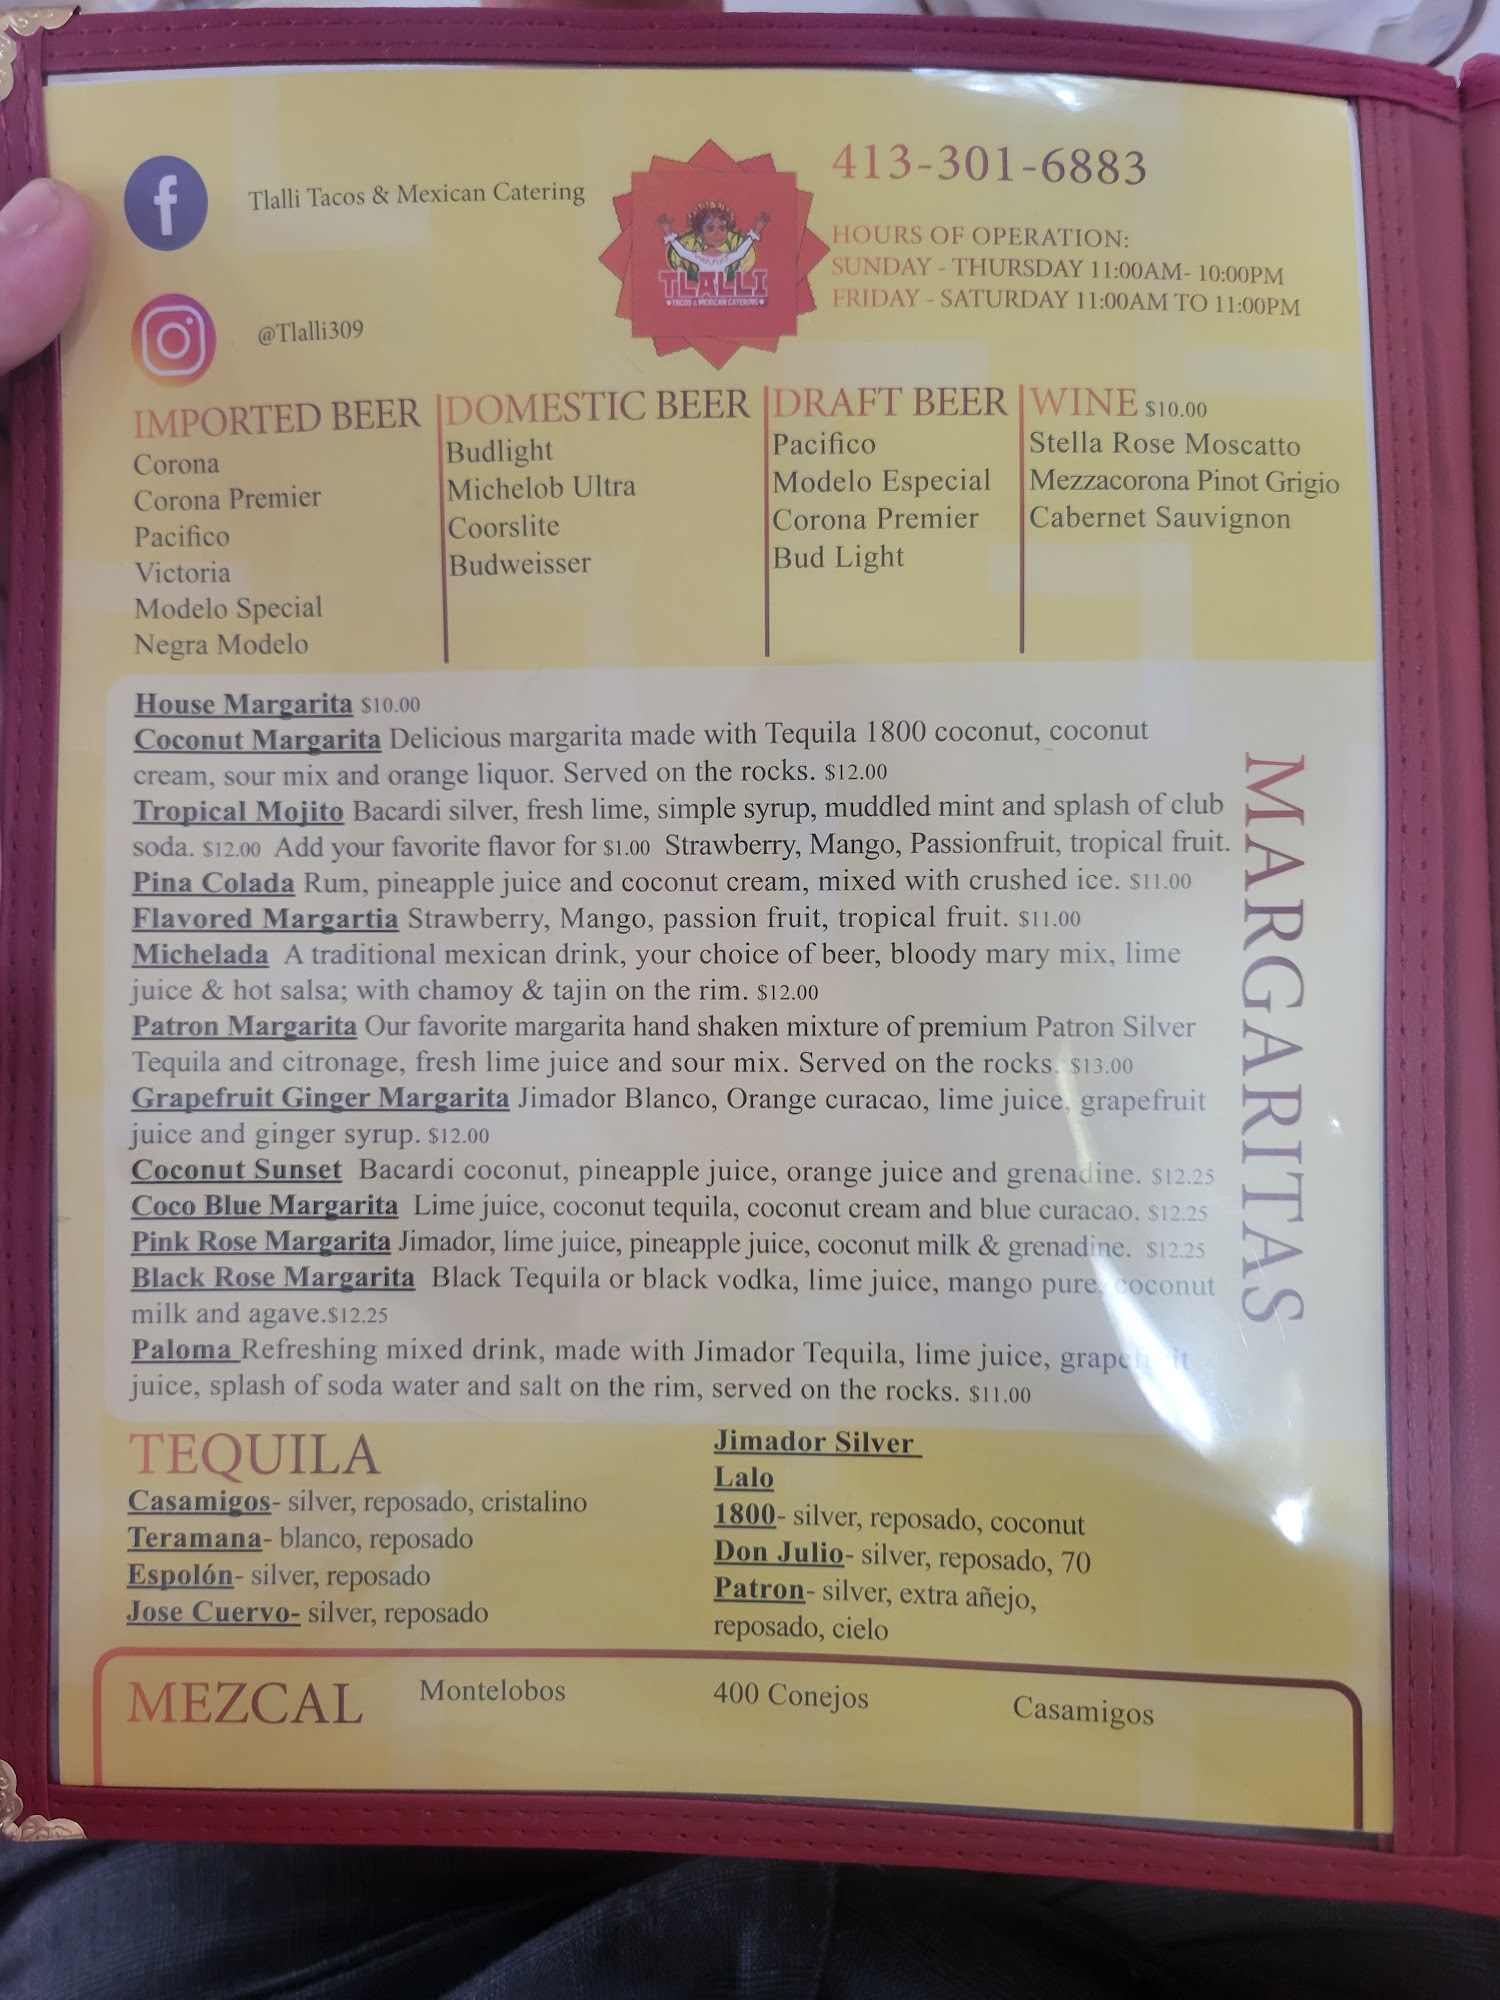 Tlalli Tacos & Mexican Catering
@Tlalli309
TLALLI
TACOS & MEXICAN CATERING
413-301-6883
HOURS OF OPERATION:
SUNDAY - THURSDAY 11:00AM- 10:00PM
FRIDAY - SATURDAY 11:00AM TO 11:00PM
IMPORTED BEER
Corona
Corona Premier
Pacifico
Victoria
Modelo Special
Negra Modelo
DOMESTIC BEER
Budlight
Michelob Ultra
Coorslite
Budweisser
DRAFT BEER
Pacifico
Modelo Especial
Corona Premier
Bud Light
WINE $10.00
Stella Rose Moscatto
Mezzacorona Pinot Grigio
Cabernet Sauvignon
MARGARITAS
House Margarita $10.00
Coconut Margarita Delicious margarita made with Tequila 1800 coconut, coconut
cream, sour mix and orange liquor. Served on the rocks. $12.00
Tropical Mojito Bacardi silver, fresh lime, simple syrup, muddled mint and splash of club
soda. $12.00 Add your favorite flavor for $1.00 Strawberry, Mango, Passionfruit, tropical fruit.
Pina Colada Rum, pineapple juice and coconut cream, mixed with crushed ice. $11.00
Flavored Margartia Strawberry, Mango, passion fruit, tropical fruit. $11.00
Michelada A traditional mexican drink, your choice of beer, bloody mary mix, lime
juice & hot salsa; with chamoy & tajin on the rim. $12.00
Patron Margarita Our favorite margarita hand shaken mixture of premium Patron Silver
Tequila and citronage, fresh lime juice and sour mix. Served on the rocks. $13.00
Grapefruit Ginger Margarita Jimador Blanco, Orange curacao, lime juice, grapefruit
juice and ginger syrup. $12.00
Coconut Sunset Bacardi coconut, pineapple juice, orange juice and grenadine. $12.25
Coco Blue Margarita Lime juice, coconut tequila, coconut cream and blue curacao. $12.25
Pink Rose Margarita Jimador, lime juice, pineapple juice, coconut milk & grenadine. $12.25
Black Rose Margarita Black Tequila or black vodka, lime juice, mango pure, coconut
milk and agave.$12.25
Paloma Refreshing mixed drink, made with Jimador Tequila, lime juice, grapefruit
juice, splash of soda water and salt on the rim, served on the rocks. $11.00
TEQUILA
Casamigos- silver, reposado, cristalino
Teramana- blanco, reposado
Espolón- silver, reposado
Jose Cuervo- silver, reposado
Jimador Silver
Lalo
1800- silver, reposado, coconut
Don Julio- silver, reposado, 70
Patron- silver, extra añejo,
reposado, cielo
MEZCAL
Montelobos
400 Conejos
Casamigos